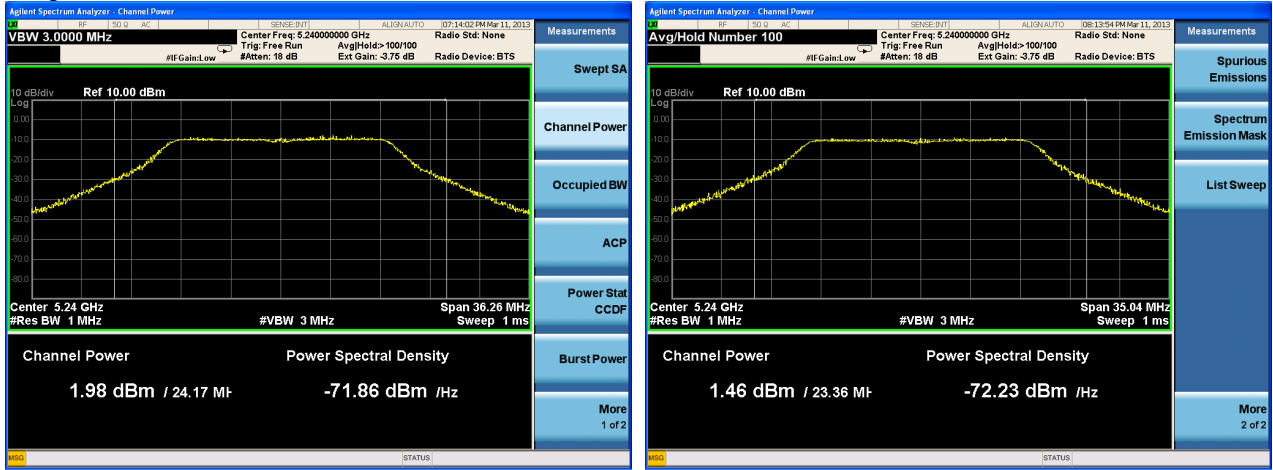 Agilent Spectrum Analyzer - Channel Power
LXI RF 50 Ω AC SENSE:INT ALIGN AUTO 07:14:02 PM Mar 11, 2013
VBW 3.0000 MHz
Center Freq: 5.240000000 GHz Radio Std: None
Trig: Free Run Avg|Hold:> 100/100
#IFGain:Low #Atten: 18 dB Ext Gain: -3.75 dB Radio Device: BTS
10 dB/div Ref 10.00 dBm
Log
0.00
-10.0
-20.0
-30.0
-40.0
-50.0
-60.0
-70.0
-80.0
Center 5.24 GHz Span 36.26 MHz
#Res BW 1 MHz #VBW 3 MHz Sweep 1 ms
Channel Power Power Spectral Density
1.98 dBm / 24.17 MH -71.86 dBm /Hz
MSG STATUS
Measurements
Swept SA
Channel Power
Occupied BW
ACP
Power Stat
CCDF
Burst Power
More
1 of 2
Agilent Spectrum Analyzer - Channel Power
LXI RF 50 Ω AC SENSE:INT ALIGN AUTO 08:13:54 PM Mar 11, 2013
Avg/Hold Number 100
Center Freq: 5.240000000 GHz Radio Std: None
Trig: Free Run Avg|Hold:> 100/100
#IFGain:Low #Atten: 18 dB Ext Gain: -3.75 dB Radio Device: BTS
10 dB/div Ref 10.00 dBm
Log
0.00
-10.0
-20.0
-30.0
-40.0
-50.0
-60.0
-70.0
-80.0
Center 5.24 GHz Span 35.04 MHz
#Res BW 1 MHz #VBW 3 MHz Sweep 1 ms
Channel Power Power Spectral Density
1.46 dBm / 23.36 MH -72.23 dBm /Hz
MSG STATUS
Measurements
Spurious
Emissions
Spectrum
Emission Mask
List Sweep
More
2 of 2